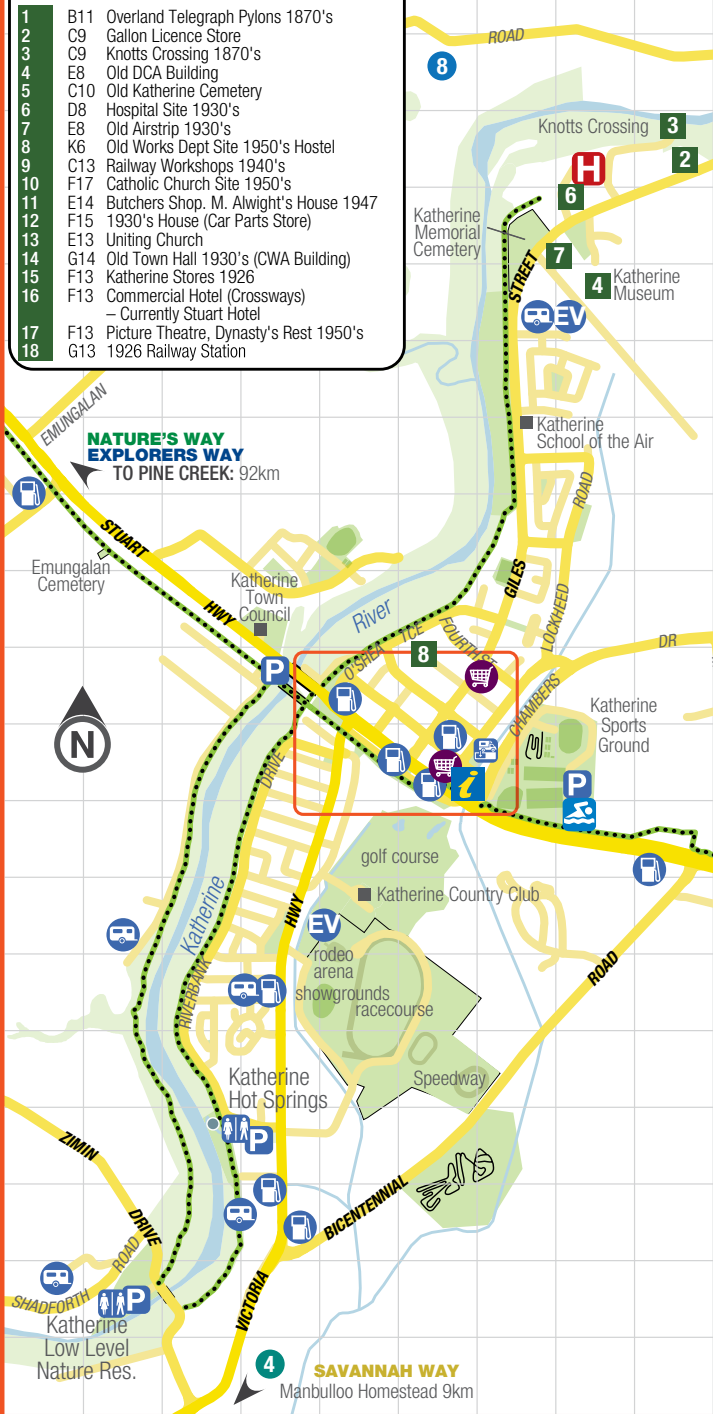 1 B11 Overland Telegraph Pylons 1870's
2 C9 Gallon Licence Store
3 C9 Knotts Crossing 1870's
4 E8 Old DCA Building
5 C10 Old Katherine Cemetery
6 D8 Hospital Site 1930's
7 E8 Old Airstrip 1930's
8 K6 Old Works Dept Site 1950's Hostel
9 C13 Railway Workshops 1940's
10 F17 Catholic Church Site 1950's
11 E14 Butchers Shop. M. Alwight's House 1947
12 F15 1930's House (Car Parts Store)
13 E13 Uniting Church
14 G14 Old Town Hall 1930's (CWA Building)
15 F13 Katherine Stores 1926
16 F13 Commercial Hotel (Crossways)
– Currently Stuart Hotel
17 F13 Picture Theatre, Dynasty's Rest 1950's
18 G13 1926 Railway Station
ROAD
8
Knotts Crossing 3
2
H
6
Katherine
Memorial
Cemetery
STREET
7
4 Katherine
Museum
EV
EMUNGALAN
Katherine
School of the Air
NATURE'S WAY
EXPLORERS WAY
TO PINE CREEK: 92km
ROAD
STUART
HWY
Emungalan
Cemetery
Katherine
Town
Council
River
GILES
LOCKHEED
O'SHEA TCE
FOURTH ST
8
DR
P
CHAMBERS
Katherine
Sports
Ground
N
DRIVE
i
P
golf course
Katherine Country Club
HWY
EV
Katherine
rodeo
arena
showgrounds
racecourse
ROAD
RIVERBANK
Katherine
Hot Springs
Speedway
P
ZIMIN
DRIVE
BICENTENNIAL
ROAD
SHADFORTH
P
Katherine
Low Level
Nature Res.
VICTORIA
4
SAVANNAH WAY
Manbulloo Homestead 9km